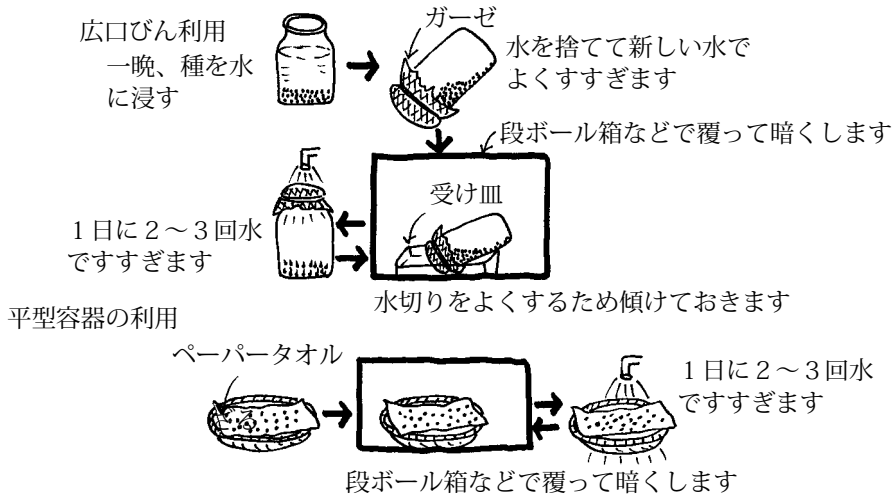 広口びん利用
一晩、種を水
に浸す
ガーゼ
水を捨てて新しい水で
よくすすぎます
段ボール箱などで覆って暗くします
受け皿
１日に２～３回水
ですすぎます
水切りをよくするため傾けておきます
平型容器の利用
ペーパータオル
１日に２～３回水
ですすぎます
段ボール箱などで覆って暗くします